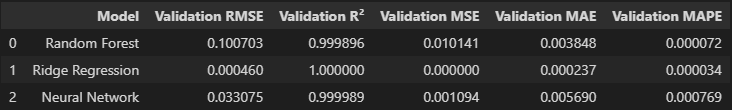 Model Validation RMSE Validation R² Validation MSE Validation MAE Validation MAPE
0 Random Forest 0.100703 0.999896 0.010141 0.003848 0.000072
1 Ridge Regression 0.000460 1.000000 0.000000 0.000237 0.000034
2 Neural Network 0.033075 0.999989 0.001094 0.005690 0.000769